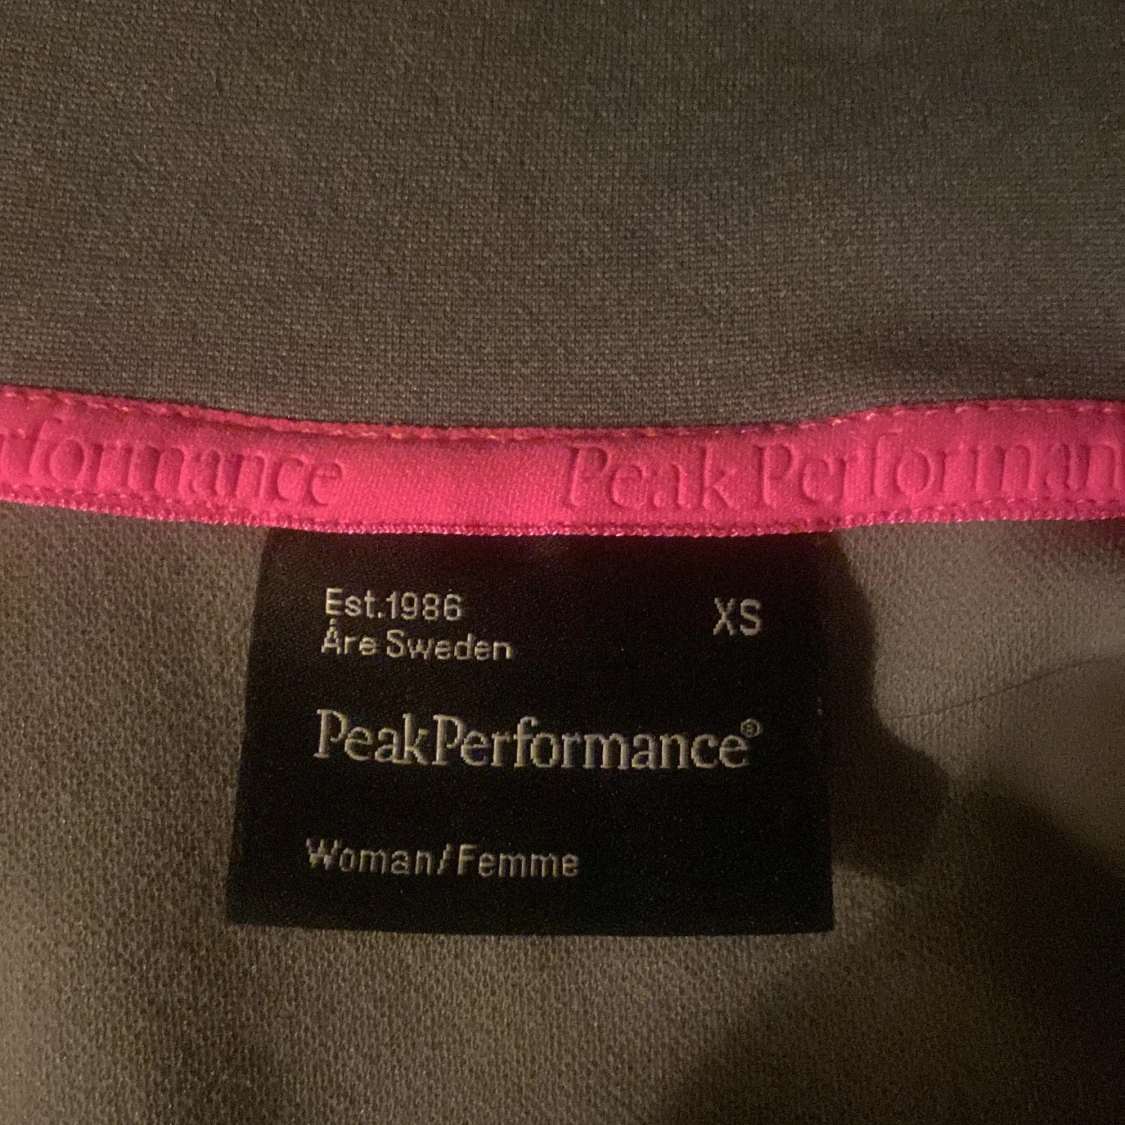 rformance Peak Performan
Est.1986 XS
Åre Sweden
PeakPerformance®
Woman/Femme